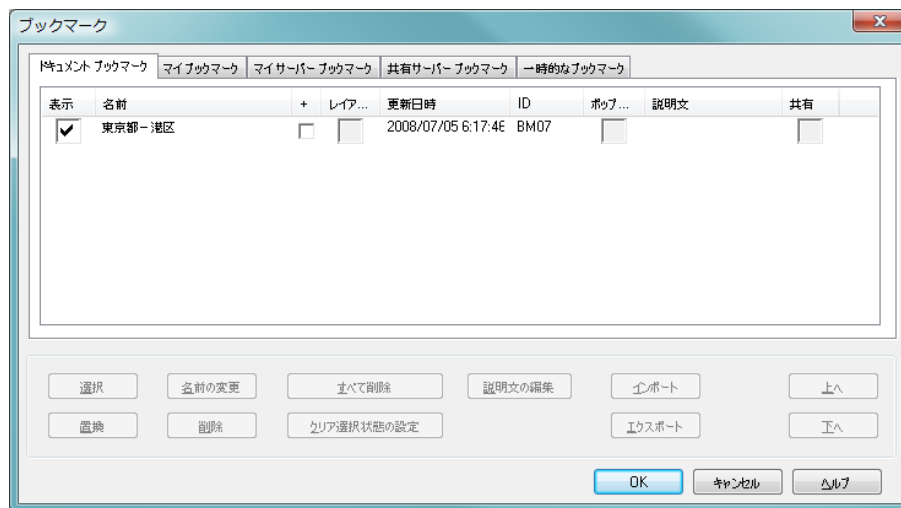 ブックマーク
ドキュメント ブックマーク マイブックマーク マイ サーバー ブックマーク 共有サーバー ブックマーク 一時的なブックマーク
表示 名前 + レイア... 更新日時 ID ポップ... 説明文 共有
東京都－港区 2008/07/05 6:17:46 BM07
選択 名前の変更 すべて削除 説明文の編集 インポート 上へ
置換 削除 クリア選択状態の設定 エクスポート 下へ
OK キャンセル ヘルプ